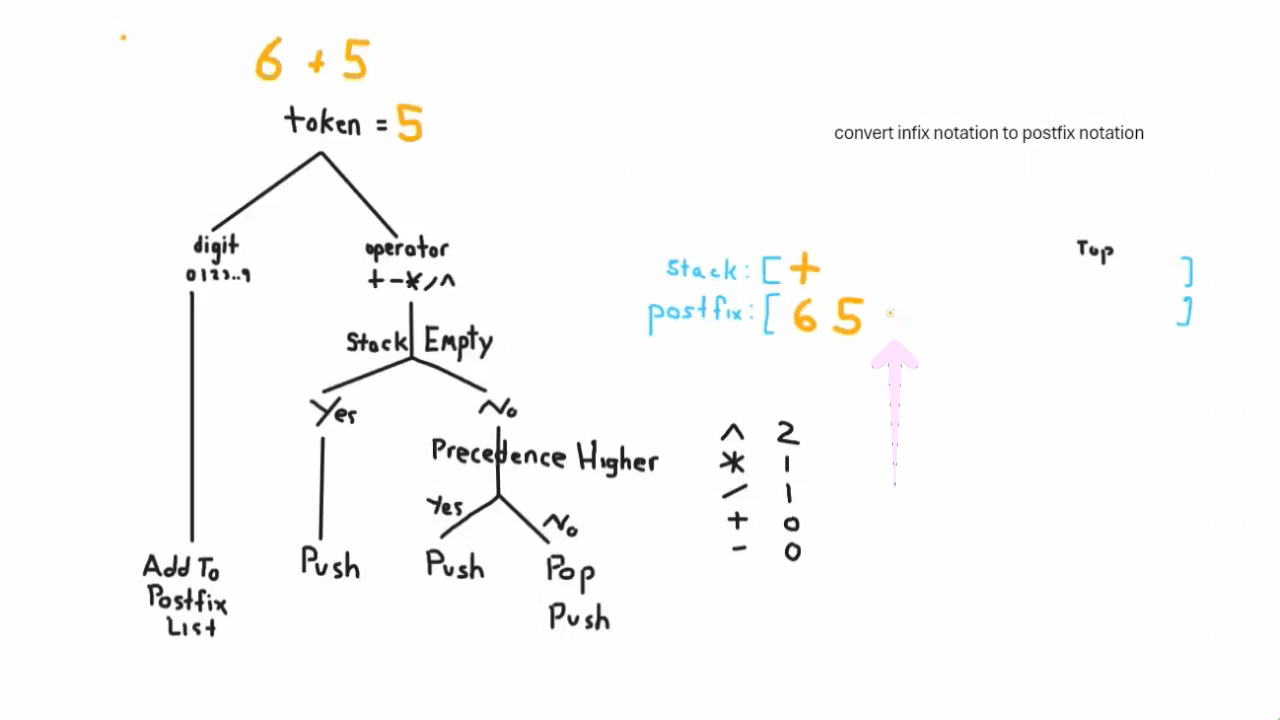 6 + 5
token = 5
convert infix notation to postfix notation
digit
0123..9
operator
+-*/^
Top
Stack: [ + ]
postfix: [ 6 5 ]
Stack Empty
Yes
No
Precedence Higher
Yes
No
^ 2
* 1
/ 1
+ 0
- 0
Add To
Postfix
List
Push
Push
Pop
Push